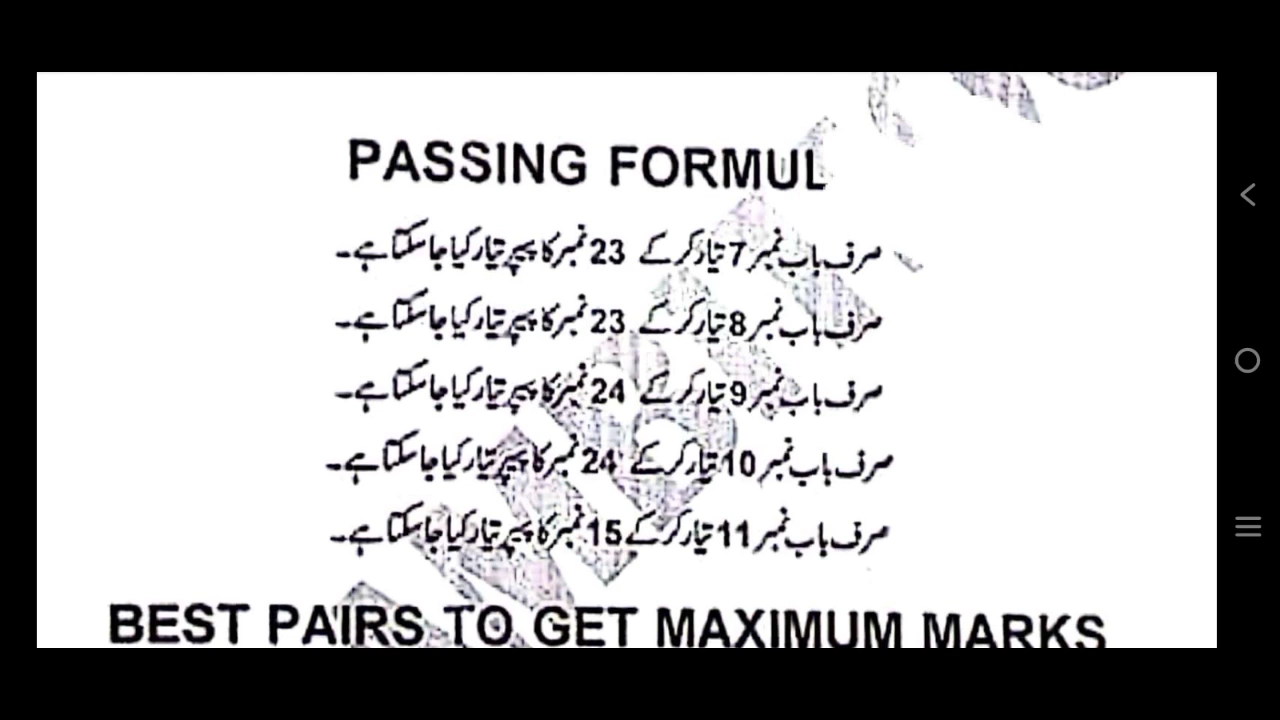 PASSING FORMUL
صرف باب نمبر 7 تیار کر کے 23 نمبر کا پیپر تیار کیا جا سکتا ہے۔
صرف باب نمبر 8 تیار کر کے 23 نمبر کا پیپر تیار کیا جا سکتا ہے۔
صرف باب نمبر 9 تیار کر کے 24 نمبر کا پیپر تیار کیا جا سکتا ہے۔
صرف باب نمبر 10 تیار کر کے 24 نمبر کا پیپر تیار کیا جا سکتا ہے۔
صرف باب نمبر 11 تیار کر کے 15 نمبر کا پیپر تیار کیا جا سکتا ہے۔
BEST PAIRS TO GET MAXIMUM MARKS